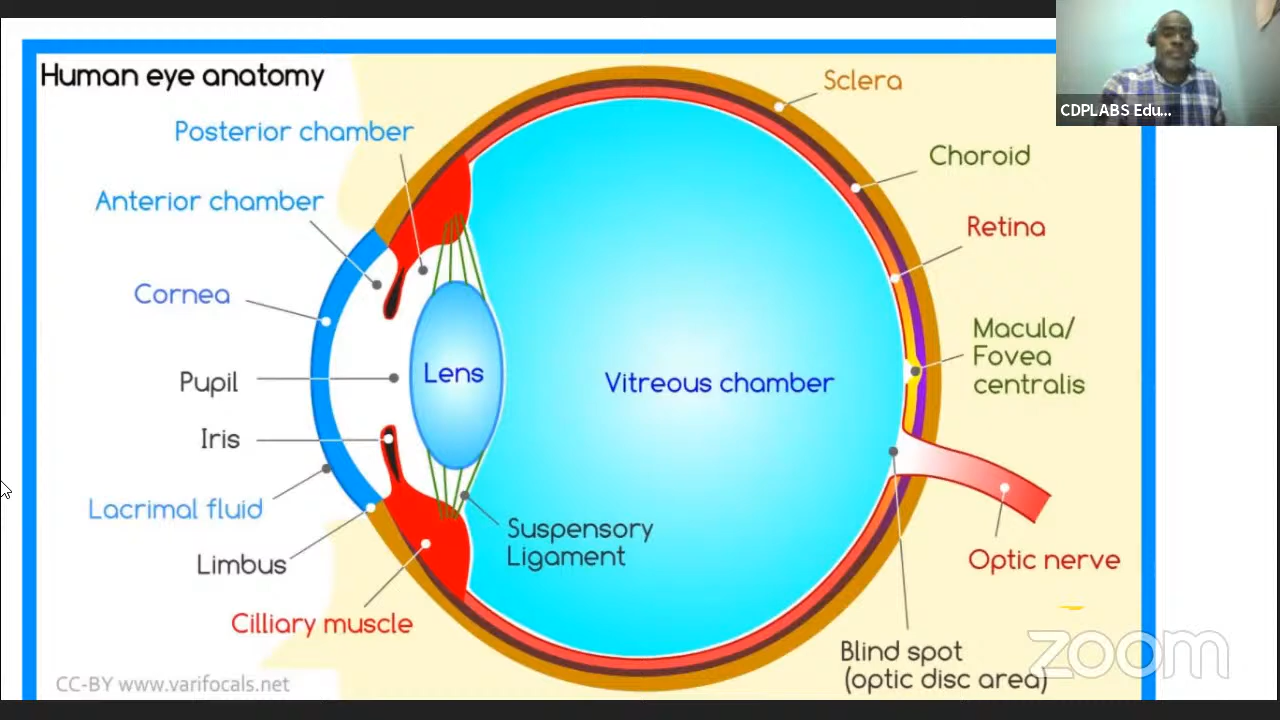 Human eye anatomy
CDPLABS Edu...
Posterior chamber
Sclera
Choroid
Anterior chamber
Retina
Cornea
Macula/
Fovea
centralis
Pupil
Lens
Vitreous chamber
Iris
Lacrimal fluid
Suspensory
Ligament
Limbus
Optic nerve
Cilliary muscle
Blind spot
(optic disc area)
zoom
CC-BY www.varifocals.net